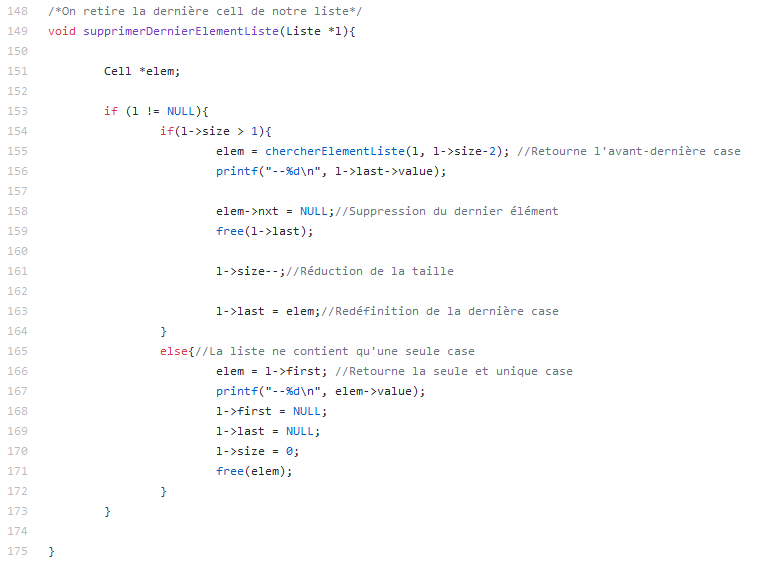 148 /*On retire la dernière cell de notre liste*/
149 void supprimerDernierElementListe(Liste *l){
150
151 Cell *elem;
152
153 if (l != NULL){
154 if(l->size > 1){
155 elem = chercherElementListe(l, l->size-2); //Retourne l'avant-dernière case
156 printf("--%d\n", l->last->value);
157
158 elem->nxt = NULL;//Suppression du dernier élément
159 free(l->last);
160
161 l->size--;//Réduction de la taille
162
163 l->last = elem;//Redéfinition de la dernière case
164 }
165 else{//La liste ne contient qu'une seule case
166 elem = l->first; //Retourne la seule et unique case
167 printf("--%d\n", elem->value);
168 l->first = NULL;
169 l->last = NULL;
170 l->size = 0;
171 free(elem);
172 }
173 }
174
175 }